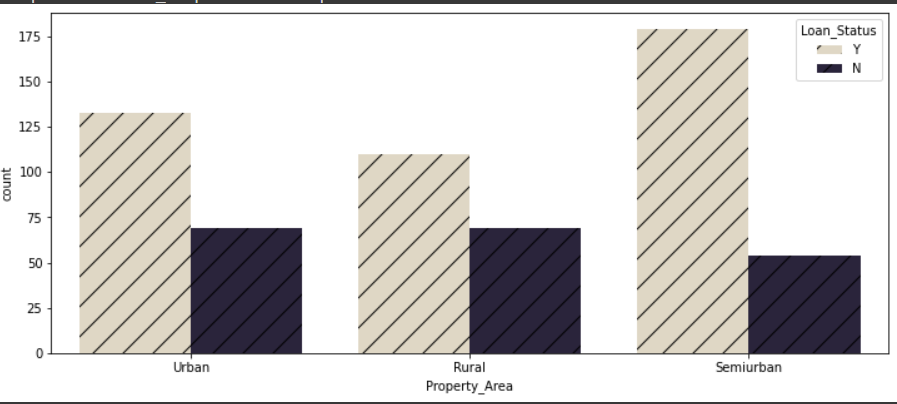 Loan_Status
Y
N
175
150
125
100
75
50
25
0
count
Urban Rural Semiurban
Property_Area